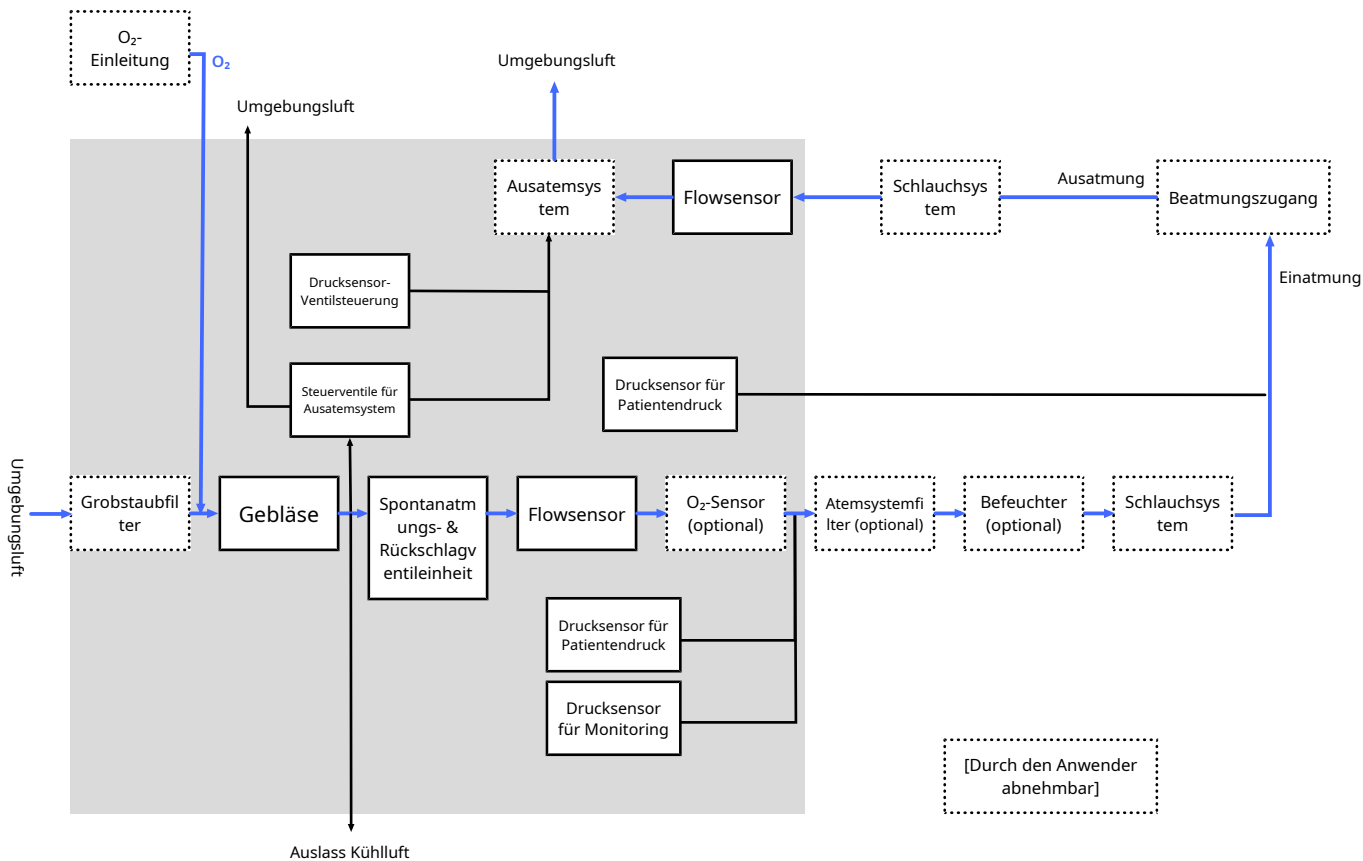 O₂-
Einleitung
O₂
Umgebungsluft
Umgebungsluft
Ausatemsys
tem
Flowsensor
Schlauchsys
tem
Ausatmung
Beatmungszugang
Einatmung
Drucksensor-
Ventilsteuerung
Steuerventile für
Ausatemsystem
Drucksensor für
Patientendruck
Umgebungsluft
Grobstaubfil
ter
Gebläse
Spontanatm
ungs- &
Rückschlagv
entileinheit
Flowsensor
O₂-Sensor
(optional)
Atemsystemfi
lter (optional)
Befeuchter
(optional)
Schlauchsys
tem
Drucksensor für
Patientendruck
Drucksensor
für Monitoring
[Durch den Anwender
abnehmbar]
Auslass Kühlluft